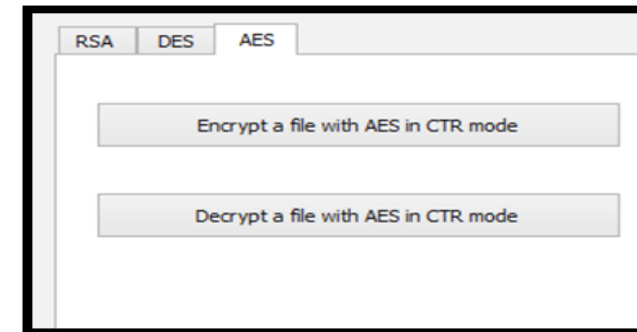 RSA DES AES
Encrypt a file with AES in CTR mode
Decrypt a file with AES in CTR mode